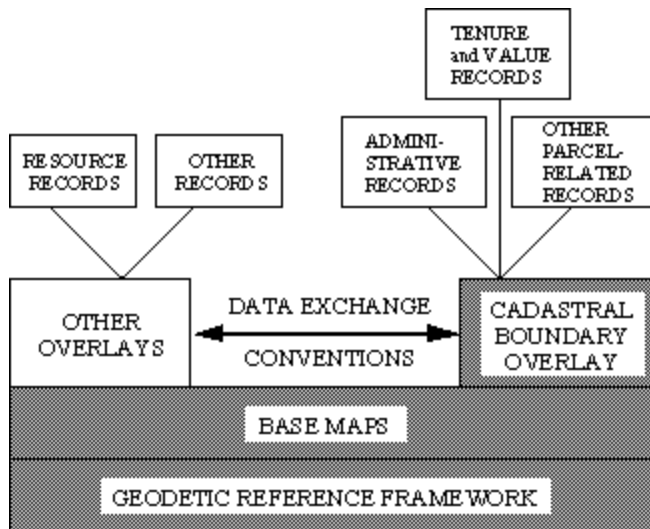 TENURE
and VALUE
RECORDS
RESOURCE
RECORDS
OTHER
RECORDS
ADMINI-
STRATIVE
RECORDS
OTHER
PARCEL-
RELATED
RECORDS
OTHER
OVERLAYS
DATA EXCHANGE
CONVENTIONS
CADASTRAL
BOUNDARY
OVERLAY
BASE MAPS
GEODETIC REFERENCE FRAMEWORK